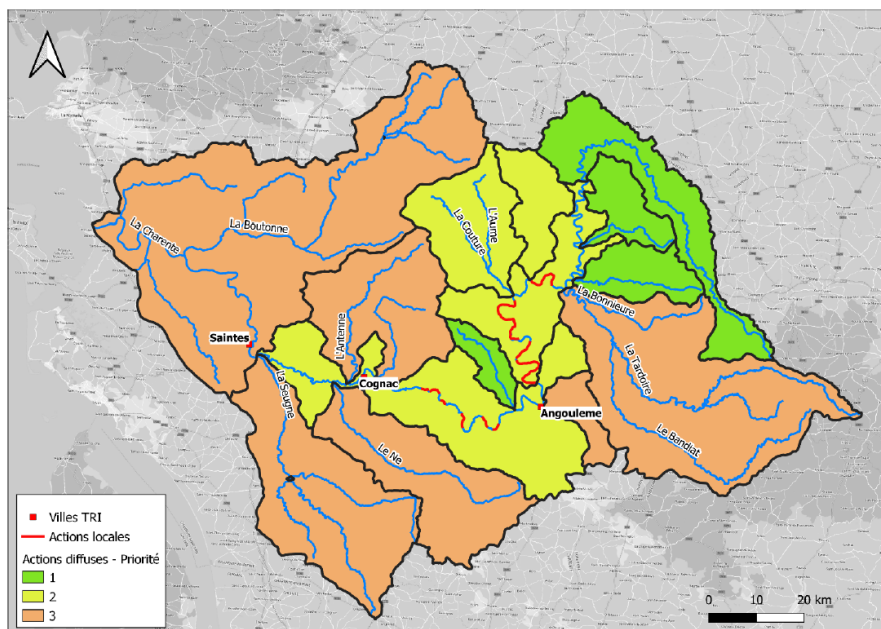 La Charente
La Boutonne
La Couture
L'Aume
La Bonnieure
L'Antenne
Saintes
Cognac
La Seugne
La Tardoire
Angouleme
Le Bandiat
Le Ne
Villes TRI
Actions locales
Actions diffuses - Priorité
1
2
3
0 10 20 km